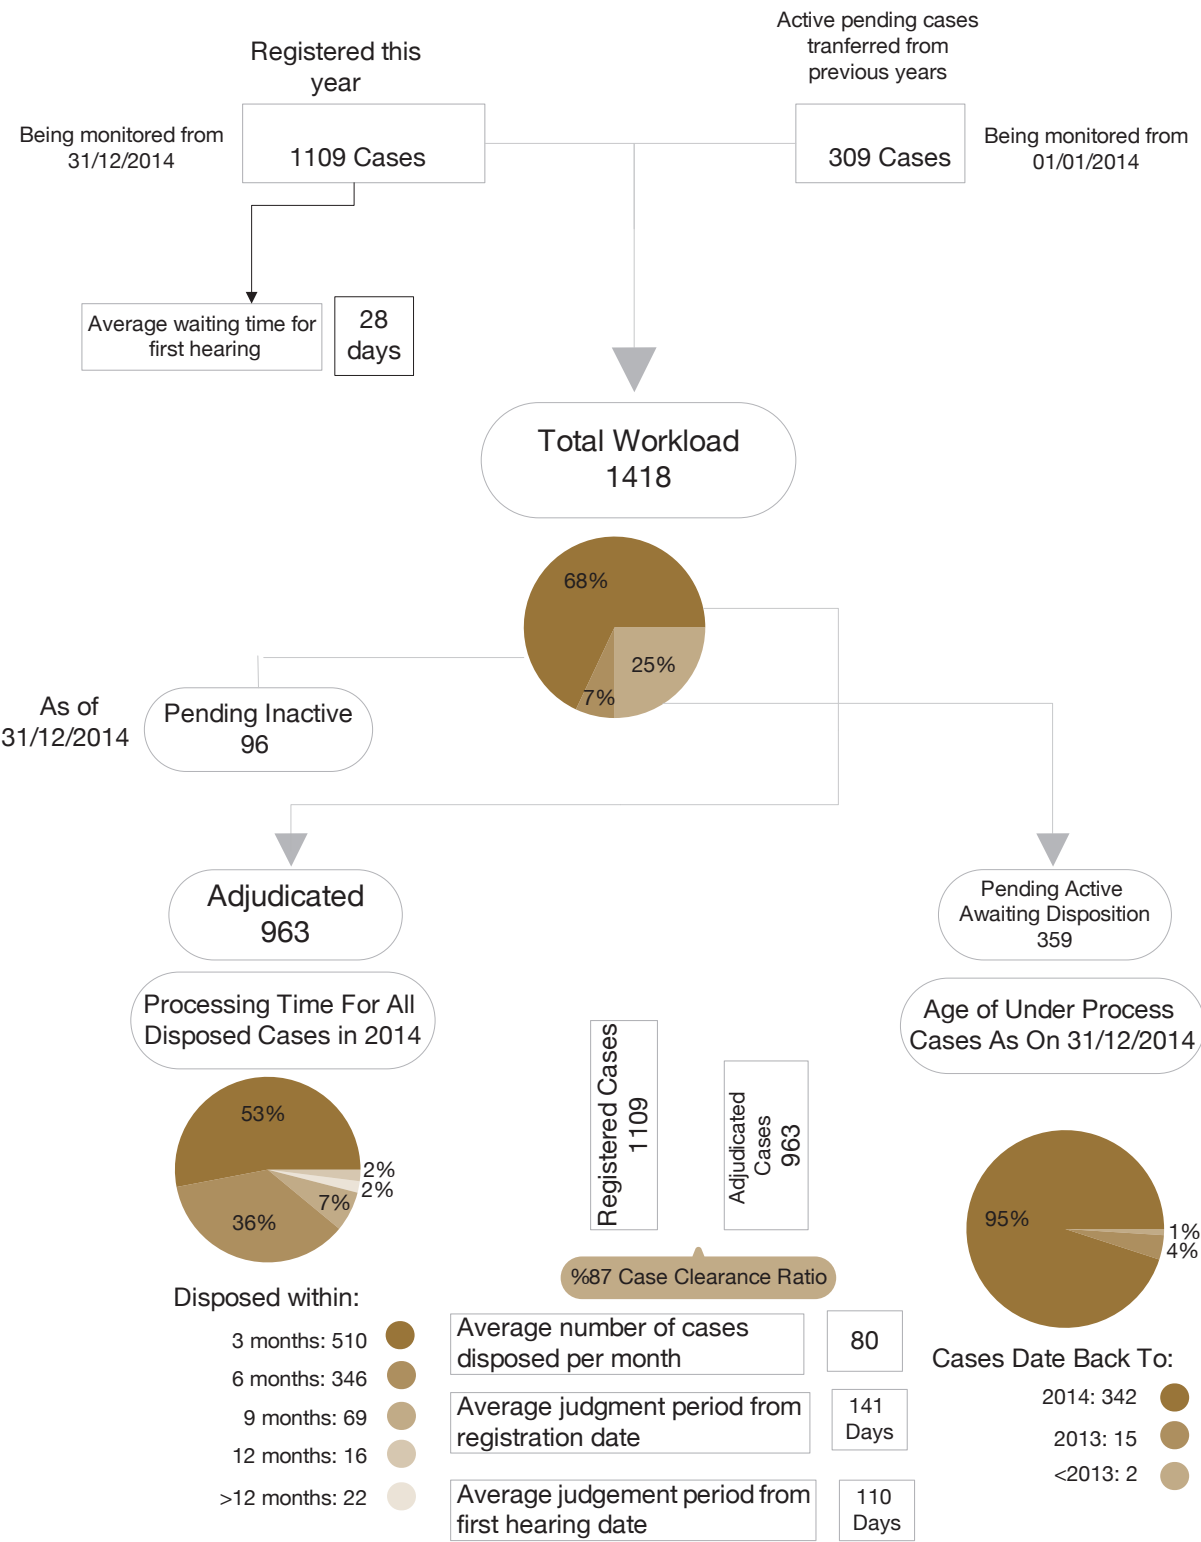 Registered this
year
Active pending cases
tranferred from
previous years
Being monitored from
31/12/2014
1109 Cases
309 Cases
Being monitored from
01/01/2014
Average waiting time for
first hearing
28
days
Total Workload
1418
68%
25%
7%
As of
31/12/2014
Pending Inactive
96
Adjudicated
963
Pending Active
Awaiting Disposition
359
Processing Time For All
Disposed Cases in 2014
Age of Under Process
Cases As On 31/12/2014
53%
2%
2%
7%
36%
Registered Cases
1109
Adjudicated
Cases
963
95%
1%
4%
%87 Case Clearance Ratio
Disposed within:
3 months: 510
6 months: 346
9 months: 69
12 months: 16
>12 months: 22
Average number of cases
disposed per month
80
Average judgment period from
registration date
141
Days
Average judgement period from
first hearing date
110
Days
Cases Date Back To:
2014: 342
2013: 15
<2013: 2